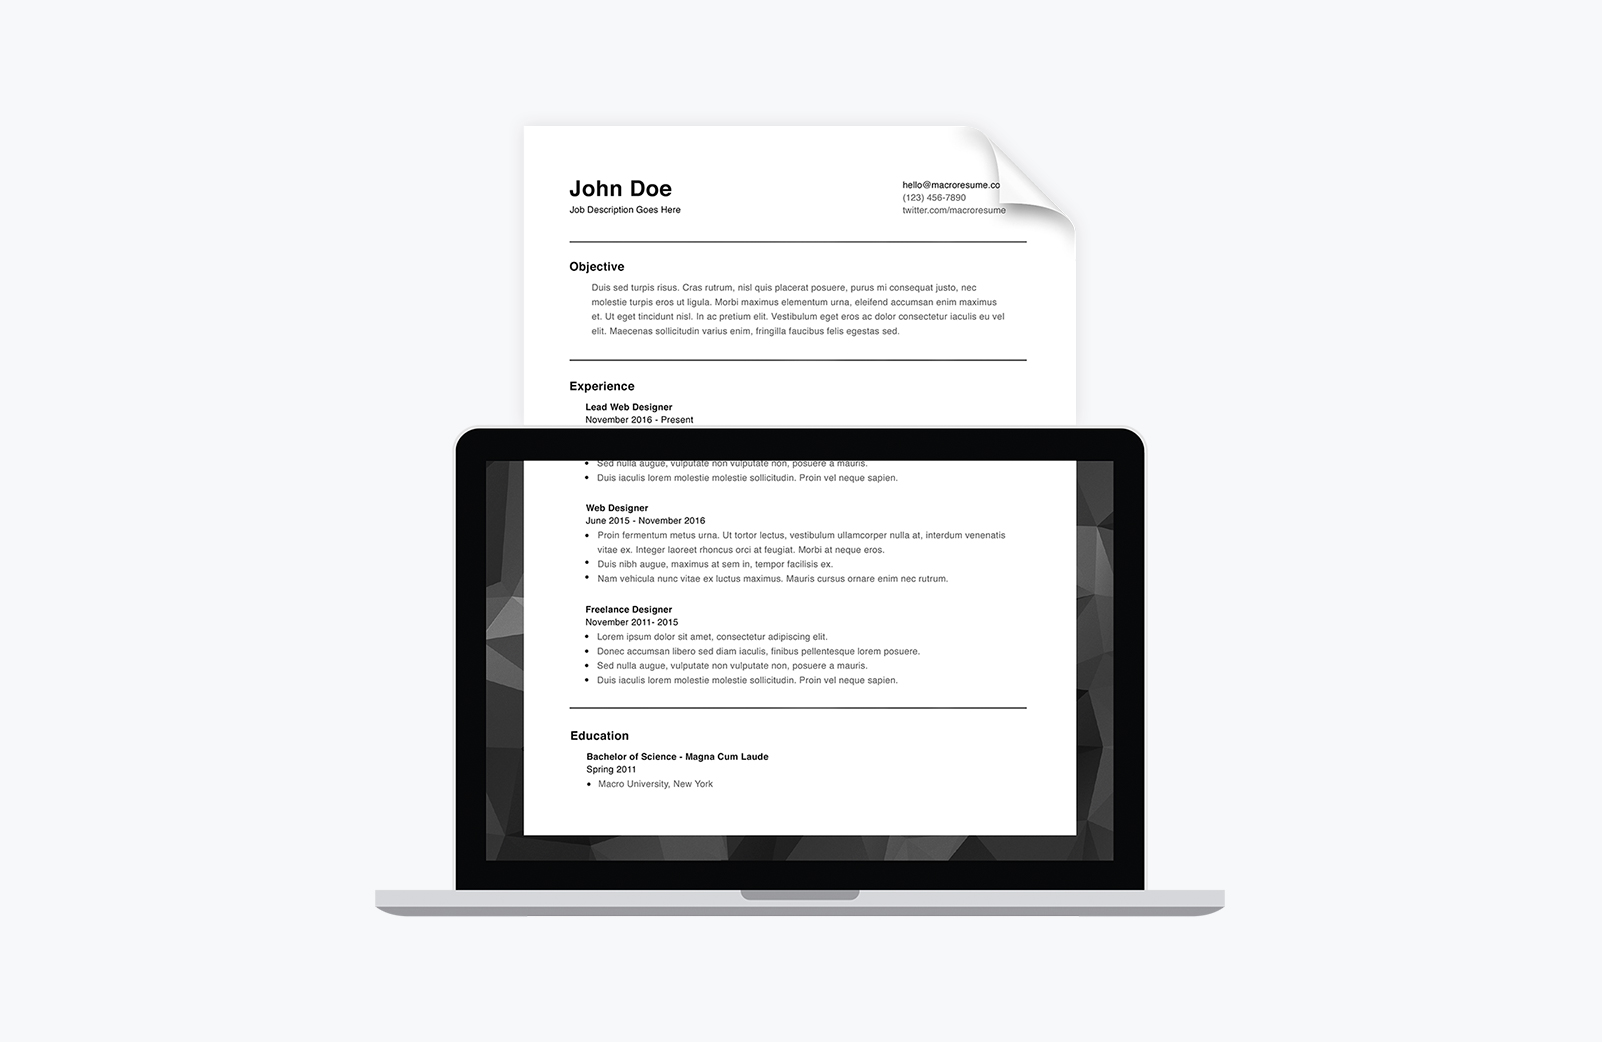 John Doe
Job Description Goes Here
hello@macroresume.co
(123) 456-7890
twitter.com/macroresume
Objective
Duis sed turpis risus. Cras rutrum, nisl quis placerat posuere, purus mi consequat justo, nec
molestie turpis eros ut ligula. Morbi maximus elementum urna, eleifend accumsan enim maximus
et. Ut eget tincidunt nisl. In ac pretium elit. Vestibulum eget eros ac dolor consectetur iaculis eu vel
elit. Maecenas sollicitudin varius enim, fringilla faucibus felis egestas sed.
Experience
Lead Web Designer
November 2016 - Present
• Sed nulla augue, vulputate non vulputate non, posuere a mauris.
• Duis iaculis lorem molestie molestie sollicitudin. Proin vel neque sapien.
Web Designer
June 2015 - November 2016
• Proin fermentum metus urna. Ut tortor lectus, vestibulum ullamcorper nulla at, interdum venenatis
vitae ex. Integer laoreet rhoncus orci at feugiat. Morbi at neque eros.
• Duis nibh augue, maximus at sem in, tempor facilisis ex.
• Nam vehicula nunc vitae ex luctus maximus. Mauris cursus ornare enim nec rutrum.
Freelance Designer
November 2011- 2015
• Lorem ipsum dolor sit amet, consectetur adipiscing elit.
• Donec accumsan libero sed diam iaculis, finibus pellentesque lorem posuere.
• Sed nulla augue, vulputate non vulputate non, posuere a mauris.
• Duis iaculis lorem molestie molestie sollicitudin. Proin vel neque sapien.
Education
Bachelor of Science - Magna Cum Laude
Spring 2011
• Macro University, New York